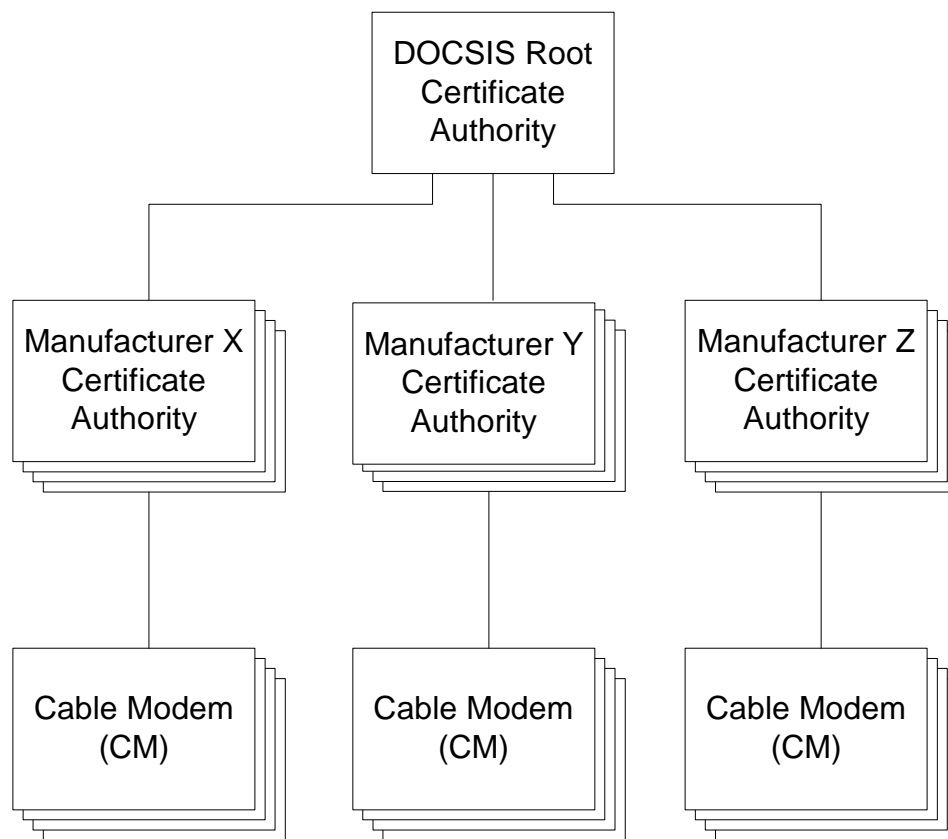 DOCSIS Root
Certificate
Authority
Manufacturer X
Certificate
Authority
Manufacturer Y
Certificate
Authority
Manufacturer Z
Certificate
Authority
Cable Modem
(CM)
Cable Modem
(CM)
Cable Modem
(CM)